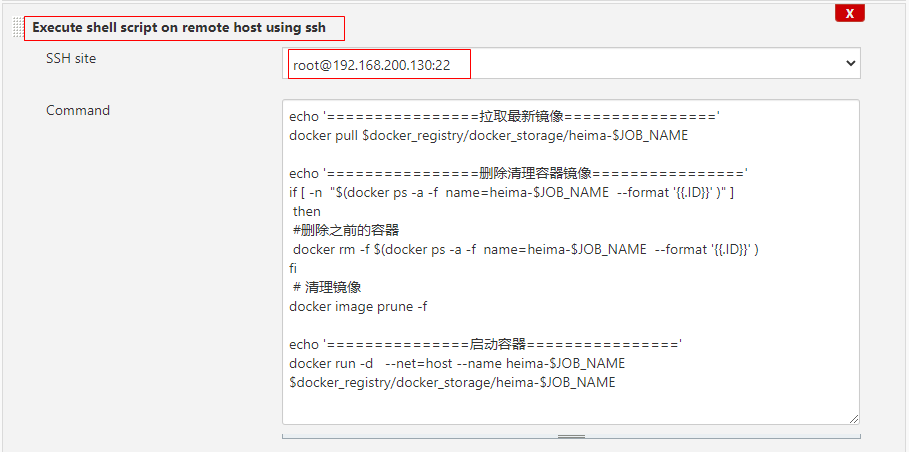 X
Execute shell script on remote host using ssh
SSH site
root@192.168.200.130:22
Command
echo '================拉取最新镜像================'
docker pull $docker_registry/docker_storage/heima-$JOB_NAME
echo '================删除清理容器镜像================'
if [ -n  "$(docker ps -a -f  name=heima-$JOB_NAME  --format '{{.ID}}' )" ]
then
#删除之前的容器
docker rm -f $(docker ps -a -f  name=heima-$JOB_NAME  --format '{{.ID}}' )
fi
# 清理镜像
docker image prune -f
echo '===============启动容器================'
docker run -d   --net=host --name heima-$JOB_NAME
$docker_registry/docker_storage/heima-$JOB_NAME